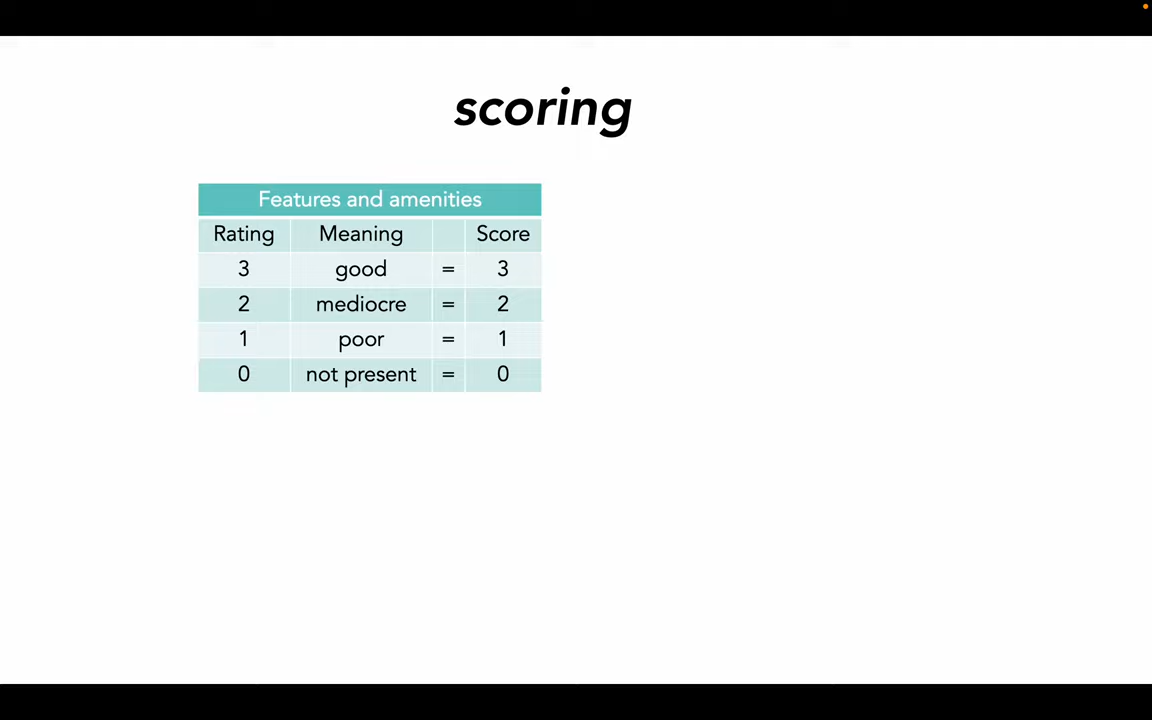 scoring
Features and amenities
Rating Meaning Score
3 good = 3
2 mediocre = 2
1 poor = 1
0 not present = 0